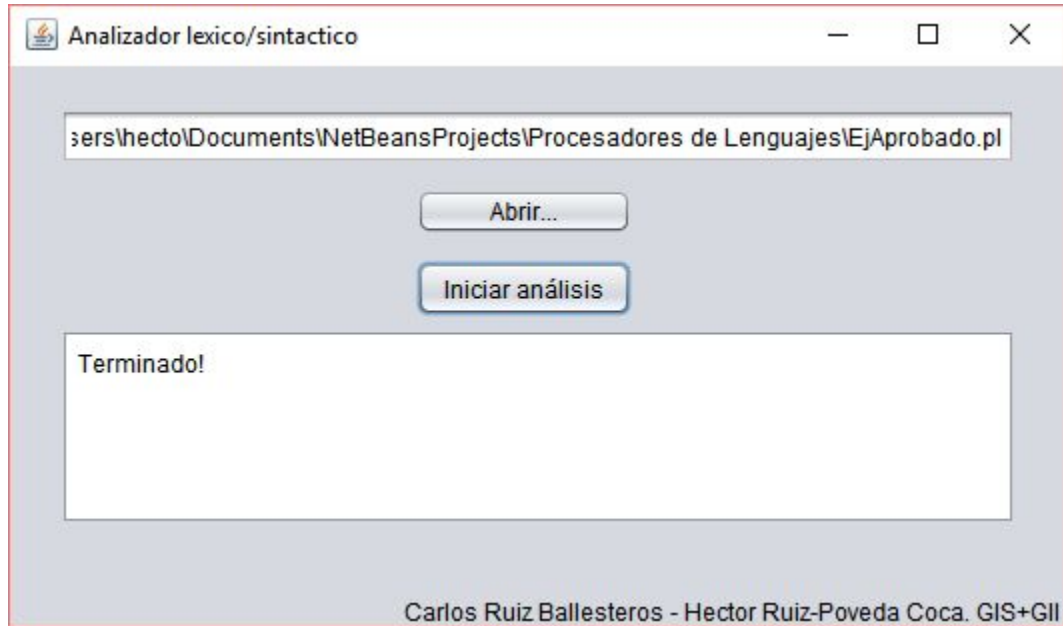 Analizador lexico/sintactico
sers\hecto\Documents\NetBeansProjects\Procesadores de Lenguajes\EjAprobado.pl
Abrir...
Iniciar análisis
Terminado!
Carlos Ruiz Ballesteros - Hector Ruiz-Poveda Coca. GIS+GII